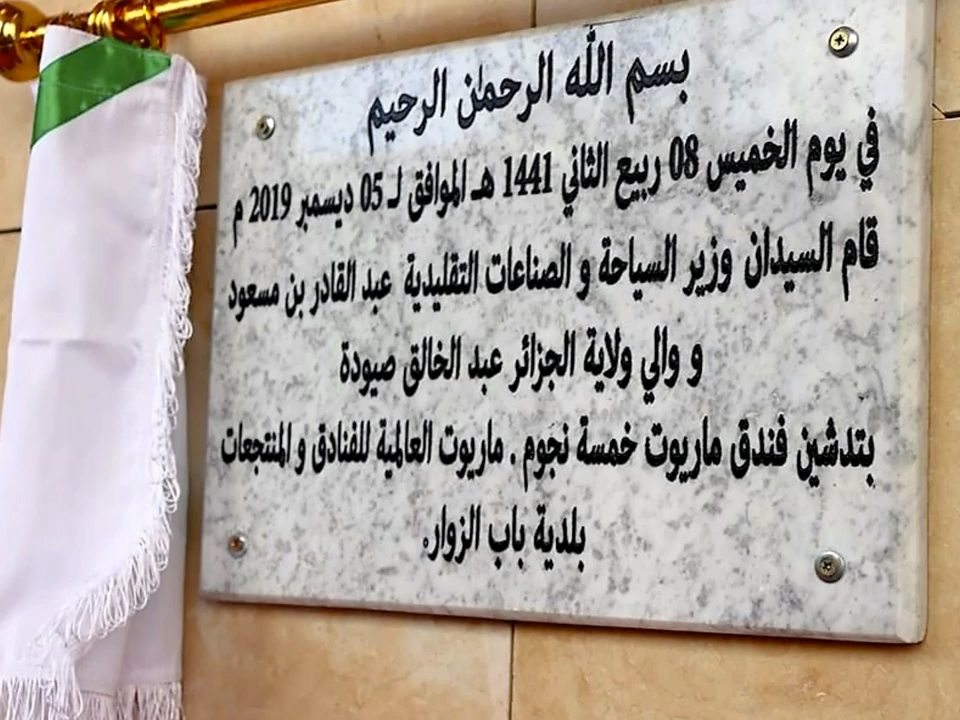 بسم الله الرحمان الرحيم
في يوم الخميس 08 ربيع الثاني 1441 هـ الموافق لـ 05 ديسمبر 2019 م
قام السيدان وزير السياحة و الصناعات التقليدية عبد القادر بن مسعود
و والي ولاية الجزائر عبد الخالق صيودة
بتدشين فندق ماريوت خمسة نجوم . ماريوت العالمية للفنادق و المنتجعات
بلدية باب الزوار.